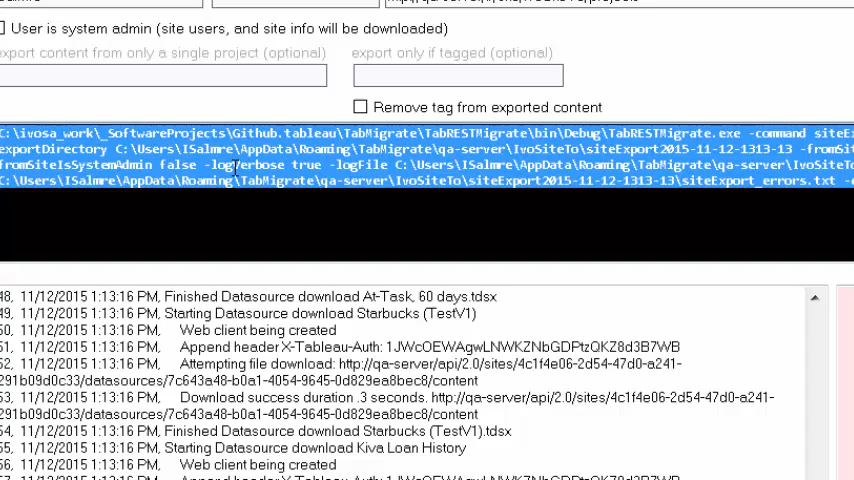 User is system admin (site users, and site info will be downloaded)
export content from only a single project (optional) export only if tagged (optional)
Remove tag from exported content
C:\ivosa_work\_SoftwareProjects\Github.tableau\TabMigrate\TabRESTMigrate\bin\Debug\TabRESTMigrate.exe -command siteE
exportDirectory C:\Users\ISalmre\AppData\Roaming\TabMigrate\qa-server\IvoSiteTo\siteExport2015-11-12-1313-13 -fromSit
fromSiteIsSystemAdmin false -logVerbose true -logFile C:\Users\ISalmre\AppData\Roaming\TabMigrate\qa-server\IvoSiteTo
C:\Users\ISalmre\AppData\Roaming\TabMigrate\qa-server\IvoSiteTo\siteExport2015-11-12-1313-13\siteExport_errors.txt -e
48, 11/12/2015 1:13:16 PM, Finished Datasource download At-Task, 60 days.tdsx
49, 11/12/2015 1:13:16 PM, Starting Datasource download Starbucks (TestV1)
50, 11/12/2015 1:13:16 PM, Web client being created
51, 11/12/2015 1:13:16 PM, Append header X-Tableau-Auth: 1JWcOEWAgwLNWKZNbGDPtzQKZ8d3B7WB
52, 11/12/2015 1:13:16 PM, Attempting file download: http://qa-server/api/2.0/sites/4c1f4e06-2d54-47d0-a241-
291b09d0c33/datasources/7c643a48-b0a1-4054-9645-0d829ea8bec8/content
53, 11/12/2015 1:13:16 PM, Download success duration .3 seconds. http://qa-server/api/2.0/sites/4c1f4e06-2d54-47d0-a241-
291b09d0c33/datasources/7c643a48-b0a1-4054-9645-0d829ea8bec8/content
54, 11/12/2015 1:13:16 PM, Finished Datasource download Starbucks (TestV1).tdsx
55, 11/12/2015 1:13:16 PM, Starting Datasource download Kiva Loan History
56, 11/12/2015 1:13:16 PM, Web client being created